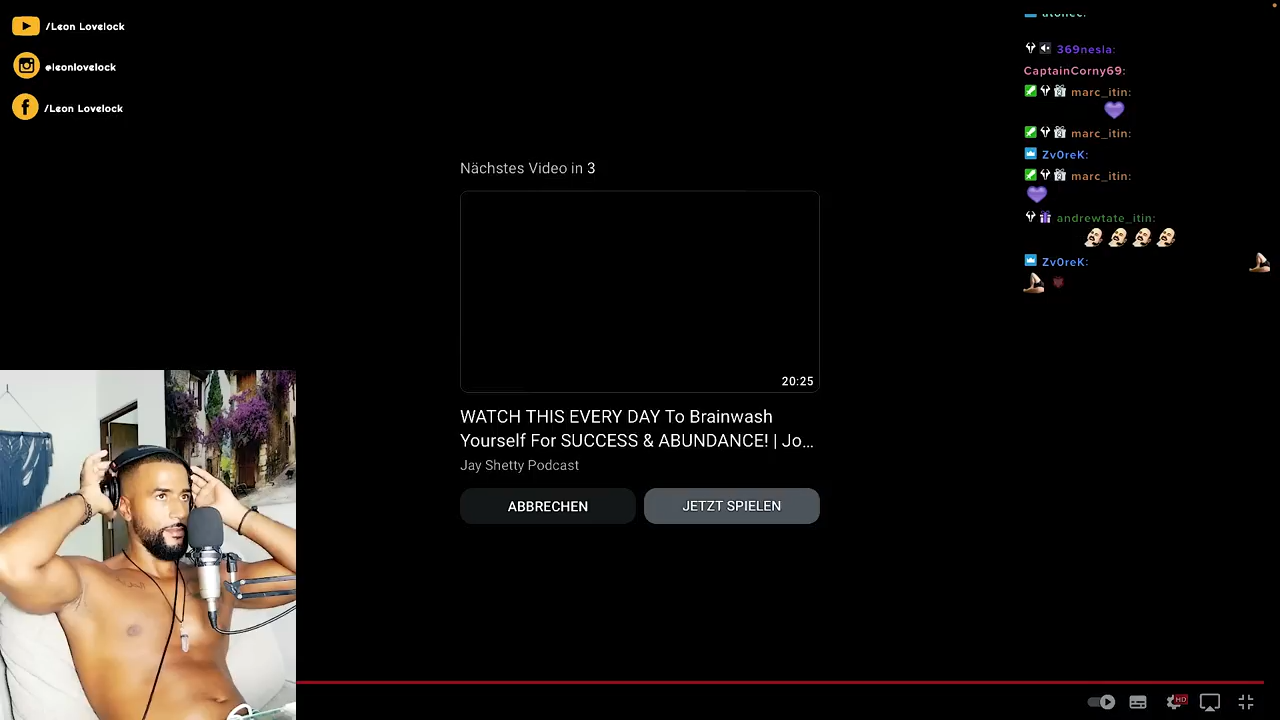 /Leon Lovelock
@leonlovelock
/Leon Lovelock
369nesla:
CaptainCorny69:
marc_itin:
marc_itin:
Zv0reK:
marc_itin:
andrewtate_itin:
Zv0reK:
Nächstes Video in 3
20:25
WATCH THIS EVERY DAY To Brainwash
Yourself For SUCCESS & ABUNDANCE! | Jo...
Jay Shetty Podcast
ABBRECHEN
JETZT SPIELEN
HD